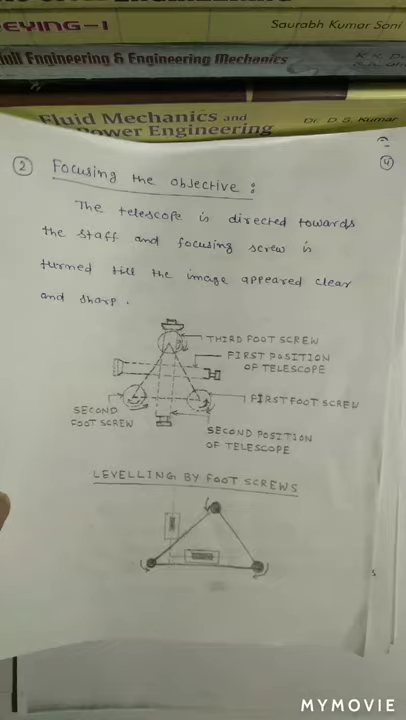 EYING-1
Saurabh Kumar Soni
Civil Engineering & Engineering Mechanics
Fluid Mechanics and
Power Engineering
Dr. D. S. Kumar
4
2 Focusing the objective :
The telescope is directed towards
the staff and focusing screw is
turned till the image appeared clear
and sharp.
THIRD FOOT SCREW
FIRST POSITION
OF TELESCOPE
FIRST FOOT SCREW
SECOND
FOOT SCREW
SECOND POSITION
OF TELESCOPE
LEVELLING BY FOOT SCREWS
MYMOVIE